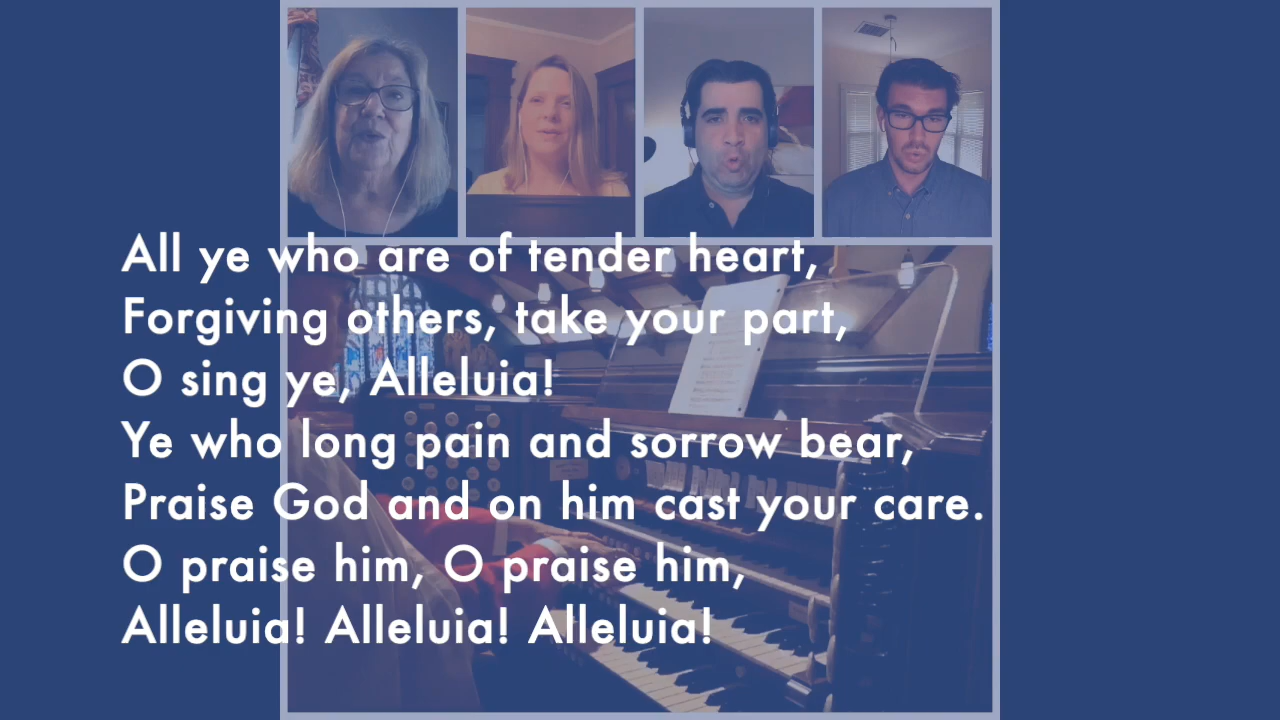 All ye who are of tender heart,
Forgiving others, take your part,
O sing ye, Alleluia!
Ye who long pain and sorrow bear,
Praise God and on him cast your care.
O praise him, O praise him,
Alleluia! Alleluia! Alleluia!